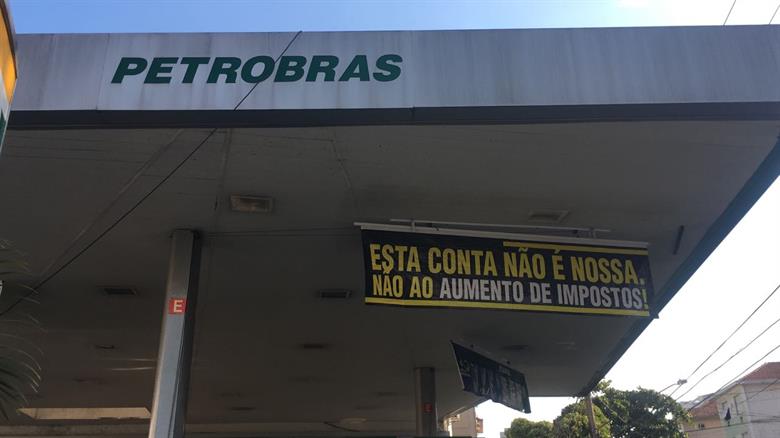 PETROBRAS
ESTA CONTA NÃO É NOSSA.
NÃO AO AUMENTO DE IMPOSTOS!
E
E